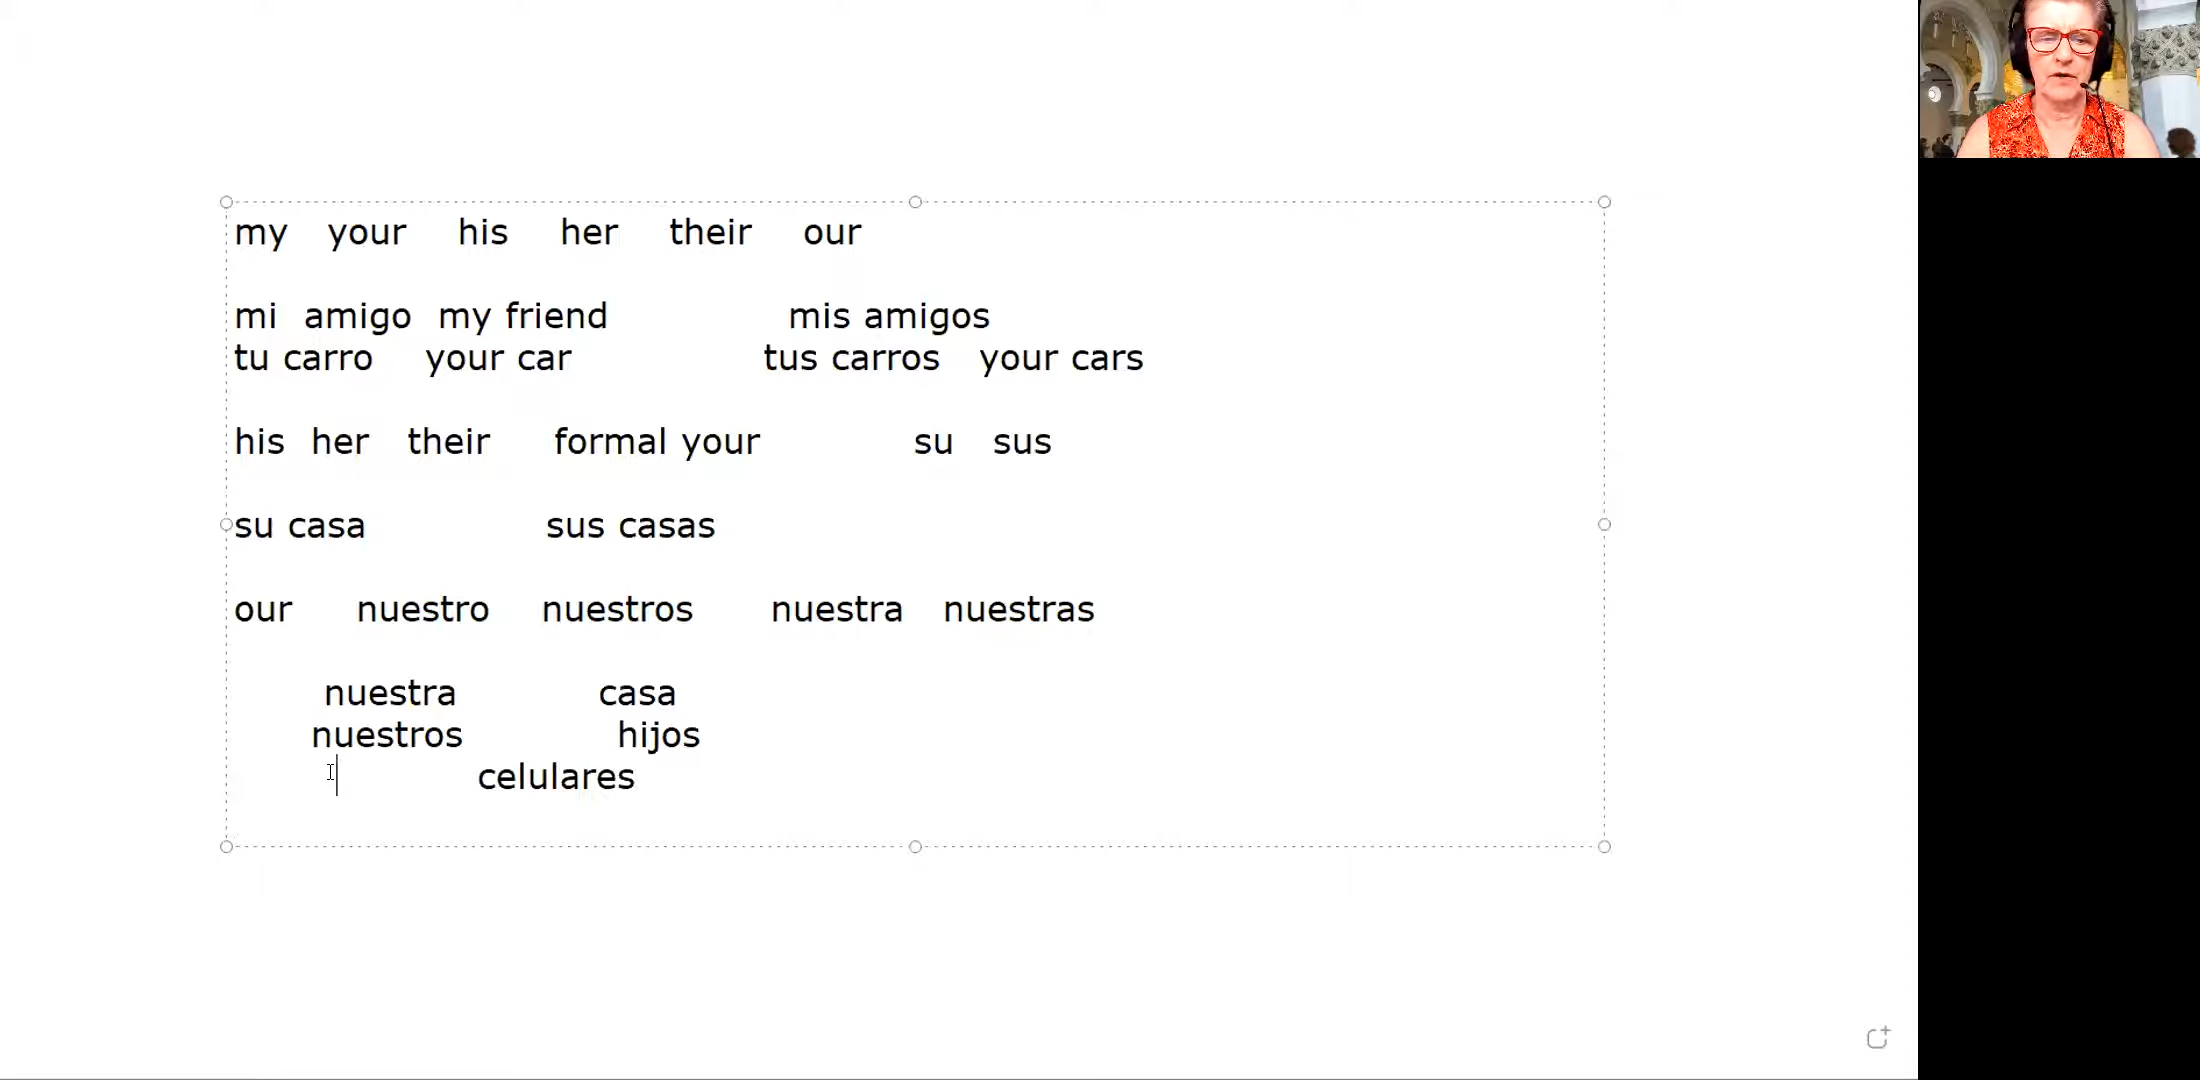 my your his her their our
mi amigo my friend mis amigos
tu carro your car tus carros your cars
his her their formal your su sus
su casa sus casas
our nuestro nuestros nuestra nuestras
nuestra casa
nuestros hijos
celulares